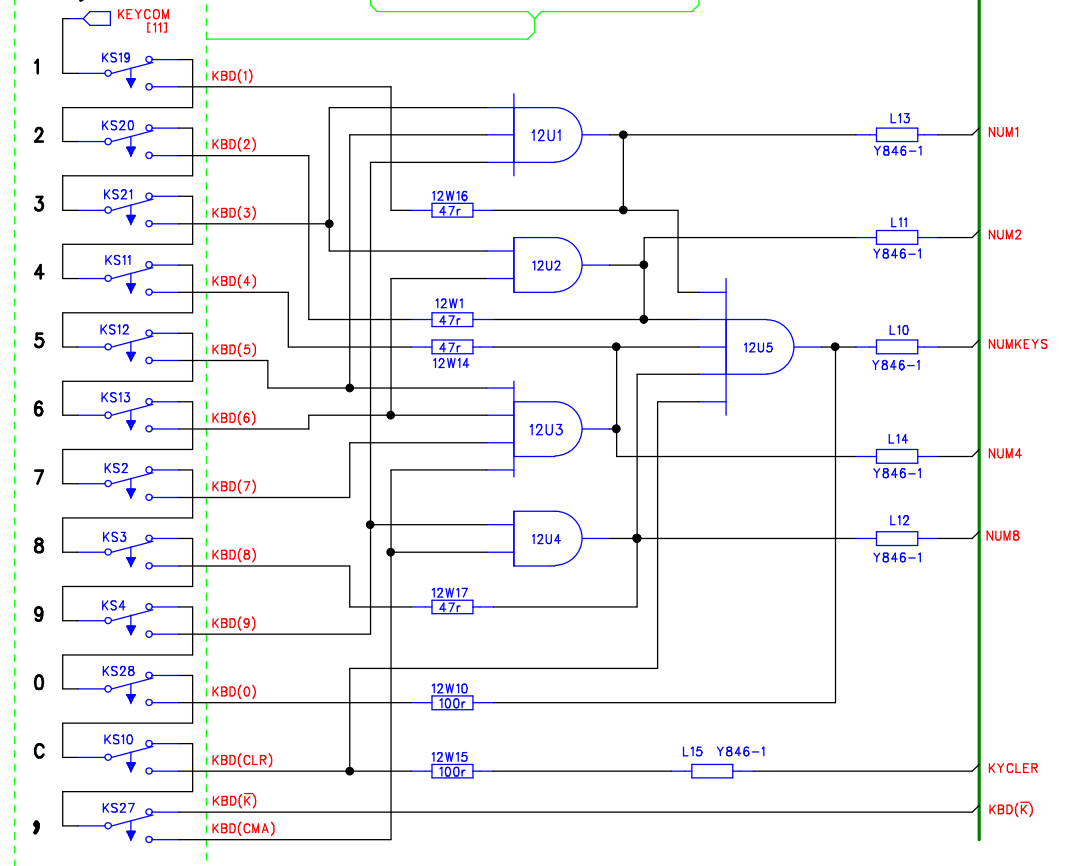 KEYCOM
[11]
1
KS19
KBD(1)
2
KS20
KBD(2)
12U1
L13
Y846-1
NUM1
3
KS21
KBD(3)
12W16
47r
4
KS11
KBD(4)
12U2
L11
Y846-1
NUM2
5
KS12
KBD(5)
12W1
47r
47r
12W14
12U5
L10
Y846-1
NUMKEYS
6
KS13
KBD(6)
12U3
L14
Y846-1
NUM4
7
KS2
KBD(7)
8
KS3
KBD(8)
12U4
L12
Y846-1
NUM8
9
KS4
KBD(9)
12W17
47r
0
KS28
KBD(0)
12W10
100r
C
KS10
KBD(CLR)
12W15
100r
L15 Y846-1
KYCLER
,
KS27
KBD(K̅)
KBD(CMA)
KBD(K̅)